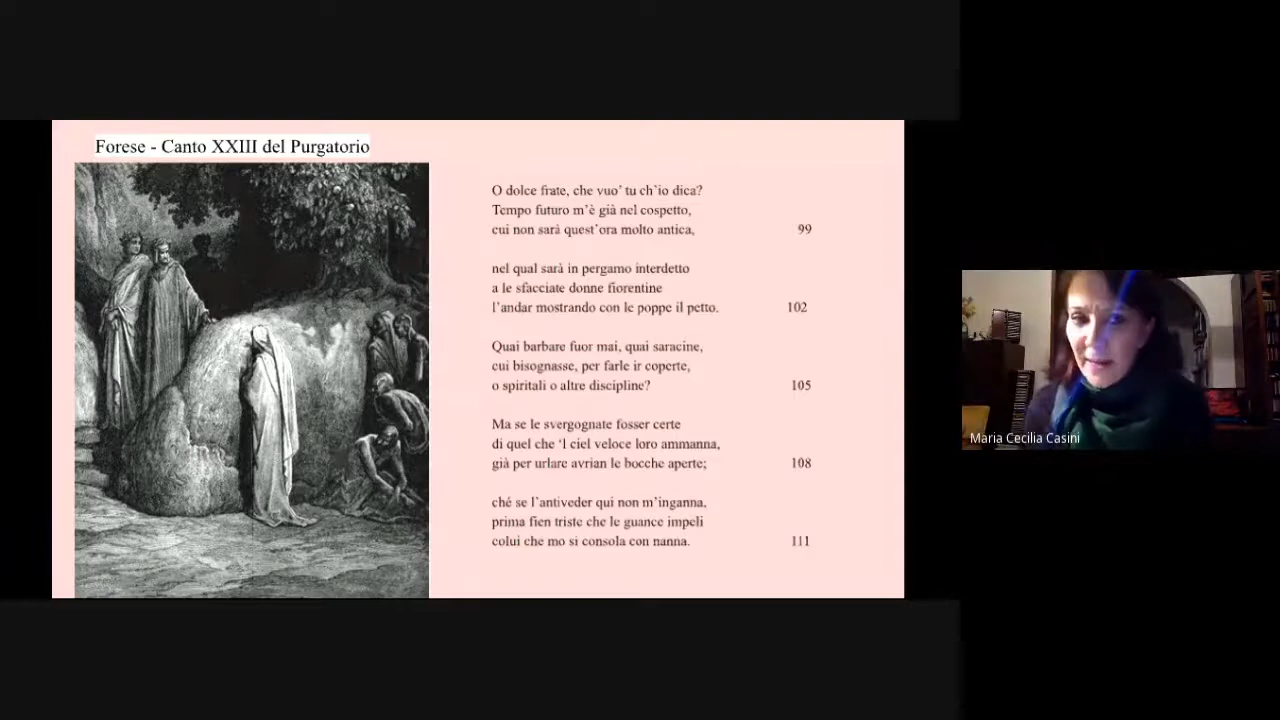 Forese - Canto XXIII del Purgatorio
O dolce frate, che vuo' tu ch'io dica?
Tempo futuro m'è già nel cospetto,
cui non sarà quest'ora molto antica, 99
nel qual sarà in pergamo interdetto
a le sfacciate donne fiorentine
l'andar mostrando con le poppe il petto. 102
Quai barbare fuor mai, quai saracine,
cui bisognasse, per farle ir coperte,
o spiritali o altre discipline? 105
Ma se le svergognate fosser certe
di quel che 'l ciel veloce loro ammanna,
già per urlare avrian le bocche aperte; 108
ché se l'antiveder qui non m'inganna,
prima fien triste che le guance impeli
colui che mo si consola con nanna. 111
Maria Cecilia Casini